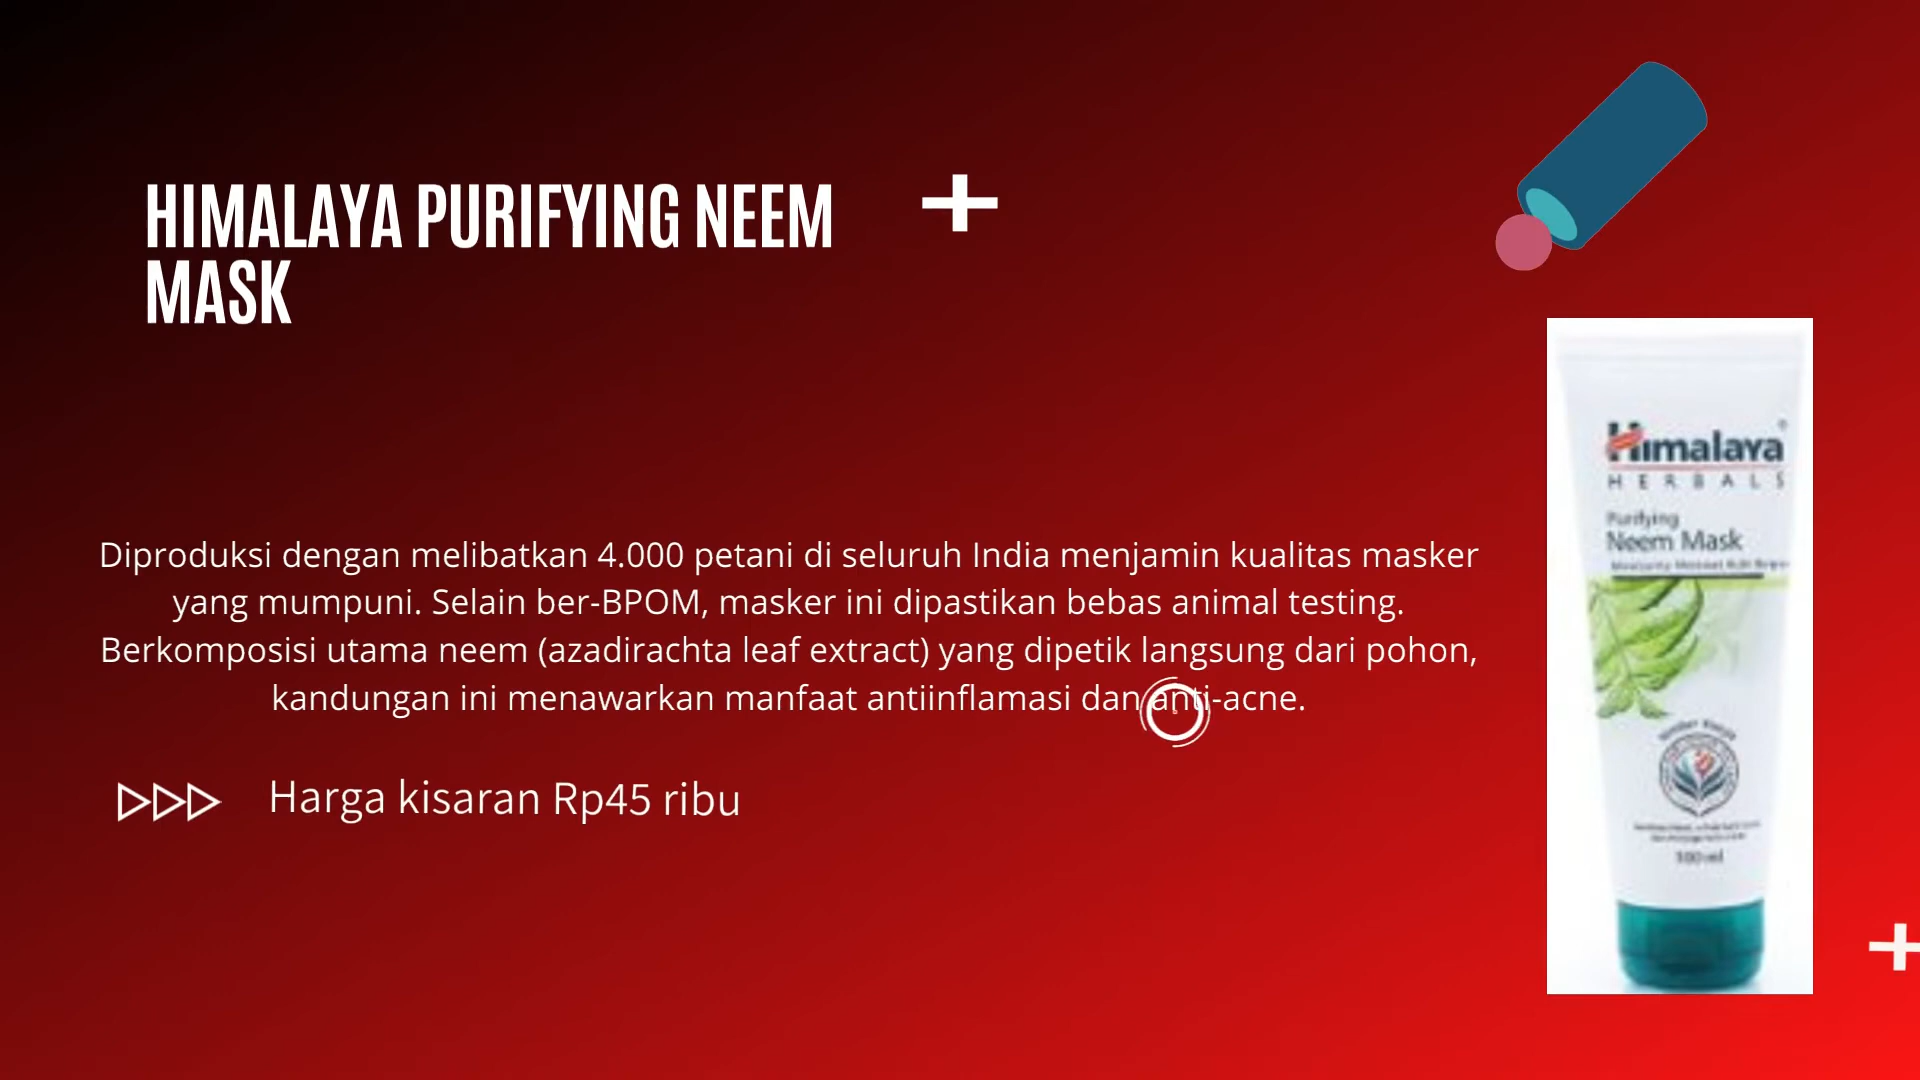 HIMALAYA PURIFYING NEEM
MASK
Diproduksi dengan melibatkan 4.000 petani di seluruh India menjamin kualitas masker
yang mumpuni. Selain ber-BPOM, masker ini dipastikan bebas animal testing.
Berkomposisi utama neem (azadirachta leaf extract) yang dipetik langsung dari pohon,
kandungan ini menawarkan manfaat antiinflamasi dan anti-acne.
Harga kisaran Rp45 ribu
Himalaya
HERBALS
Purifying
Neem Mask
100 ml